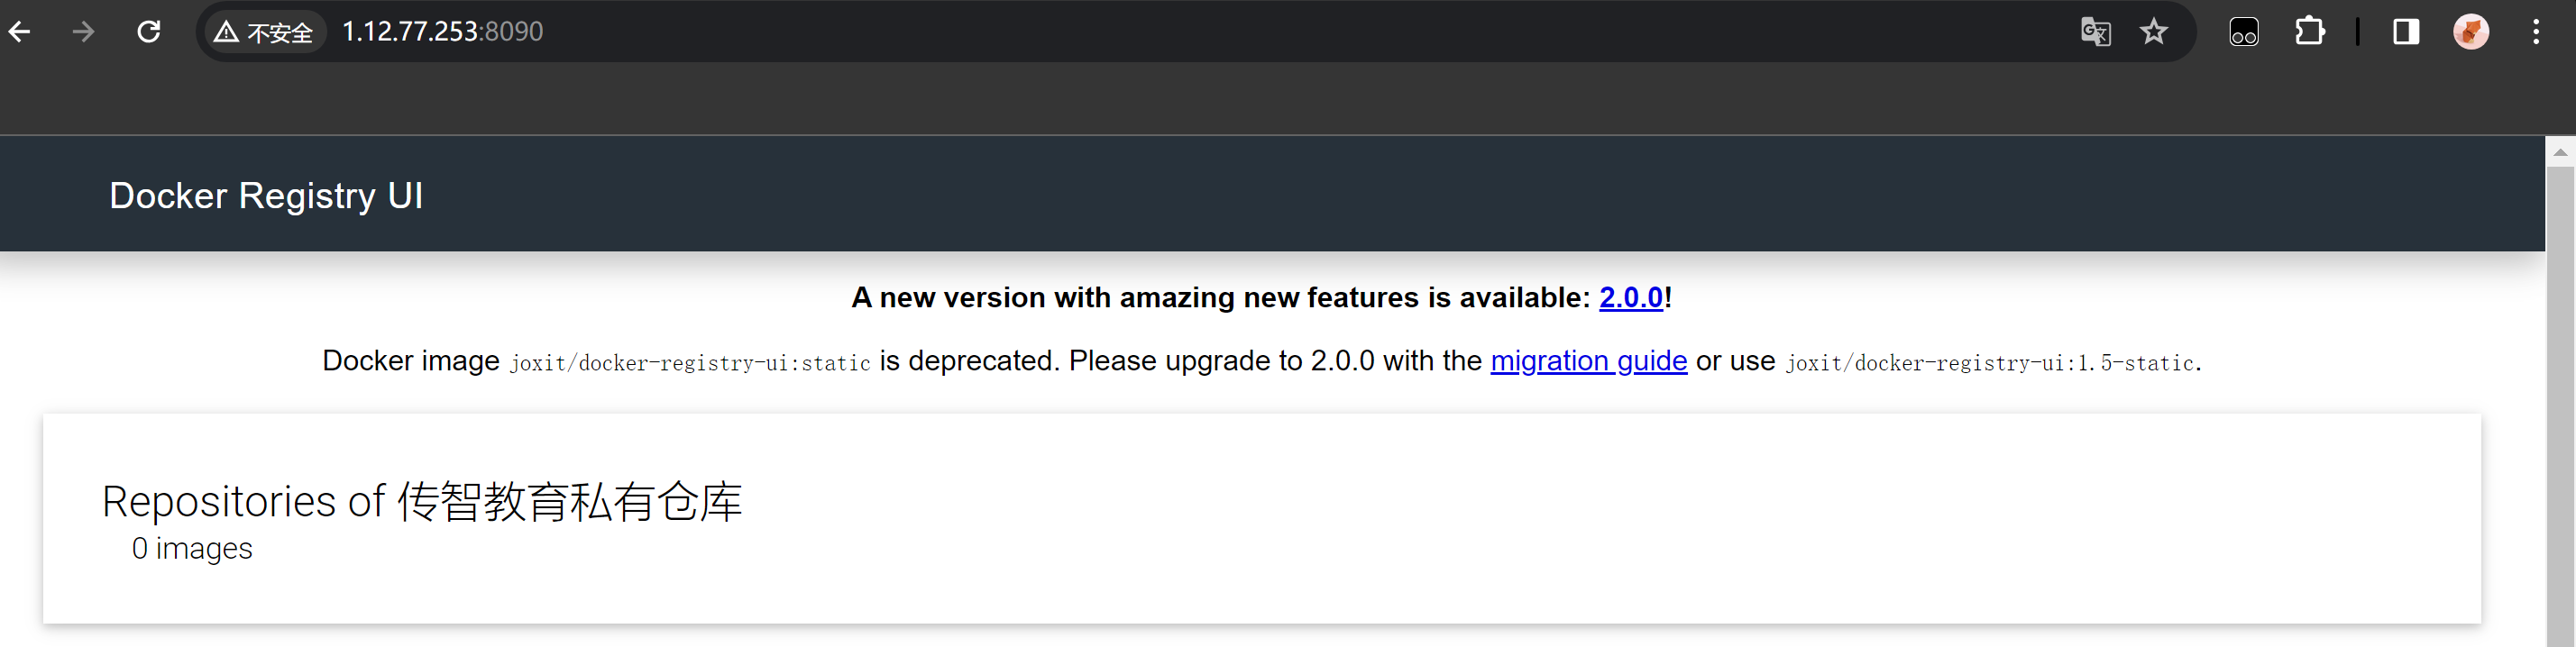 不安全 1.12.77.253:8090
Docker Registry UI
A new version with amazing new features is available: 2.0.0!
Docker image joxit/docker-registry-ui:static is deprecated. Please upgrade to 2.0.0 with the migration guide or use joxit/docker-registry-ui:1.5-static.
Repositories of 传智教育私有仓库
0 images